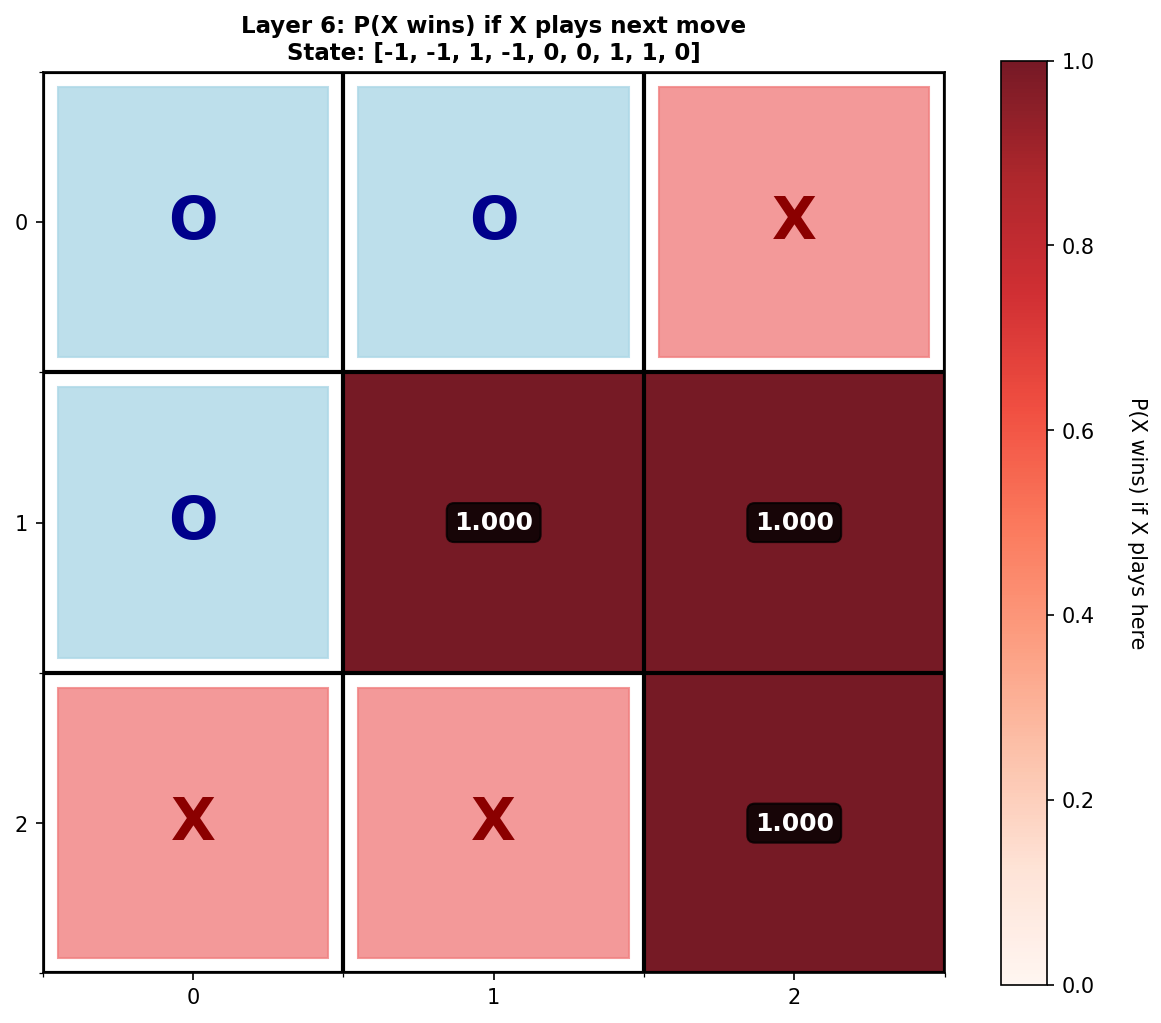 Layer 6: P(X wins) if X plays next move
State: [-1, -1, 1, -1, 0, 0, 1, 1, 0]
O O X
O 1.000 1.000
X X 1.000
0
1
2
0 1 2
1.0
0.8
0.6
0.4
0.2
0.0
P(X wins) if X plays here